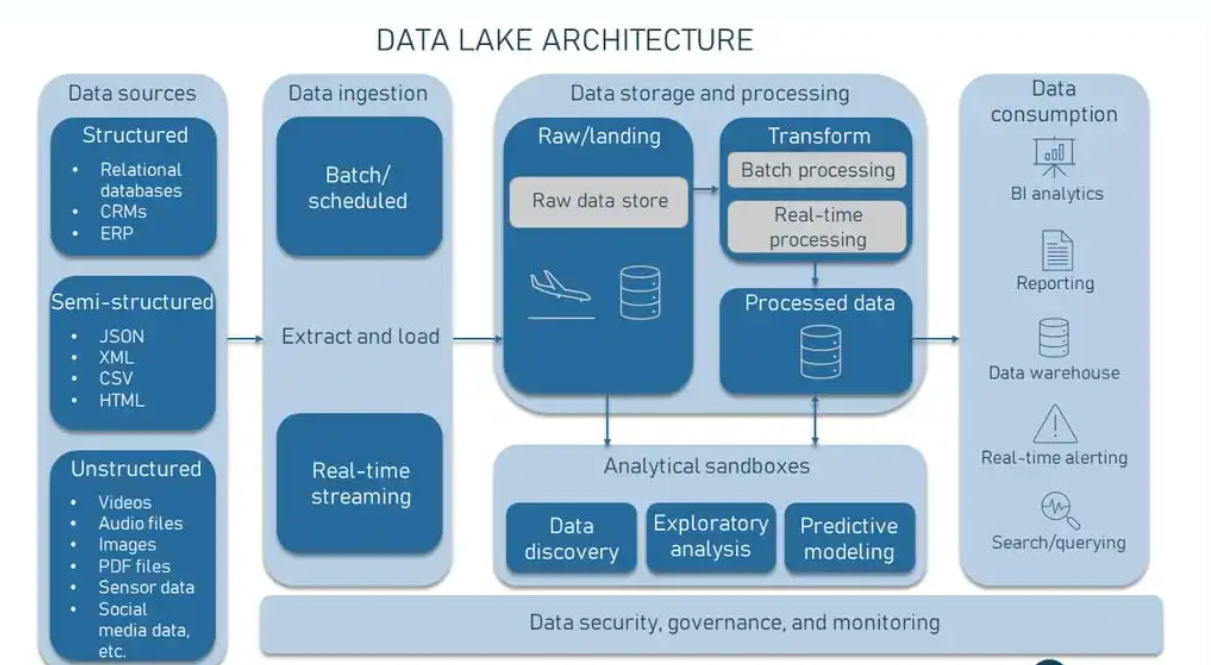 DATA LAKE ARCHITECTURE
Data sources
Structured
• Relational
databases
• CRMs
• ERP
Semi-structured
• JSON
• XML
• CSV
• HTML
Unstructured
• Videos
• Audio files
• Images
• PDF files
• Sensor data
• Social
media data,
etc.
Data ingestion
Batch/
scheduled
Extract and load
Real-time
streaming
Data storage and processing
Raw/landing
Raw data store
Transform
Batch processing
Real-time
processing
Processed data
Analytical sandboxes
Data
discovery
Exploratory
analysis
Predictive
modeling
Data
consumption
BI analytics
Reporting
Data warehouse
Real-time alerting
Search/querying
Data security, governance, and monitoring